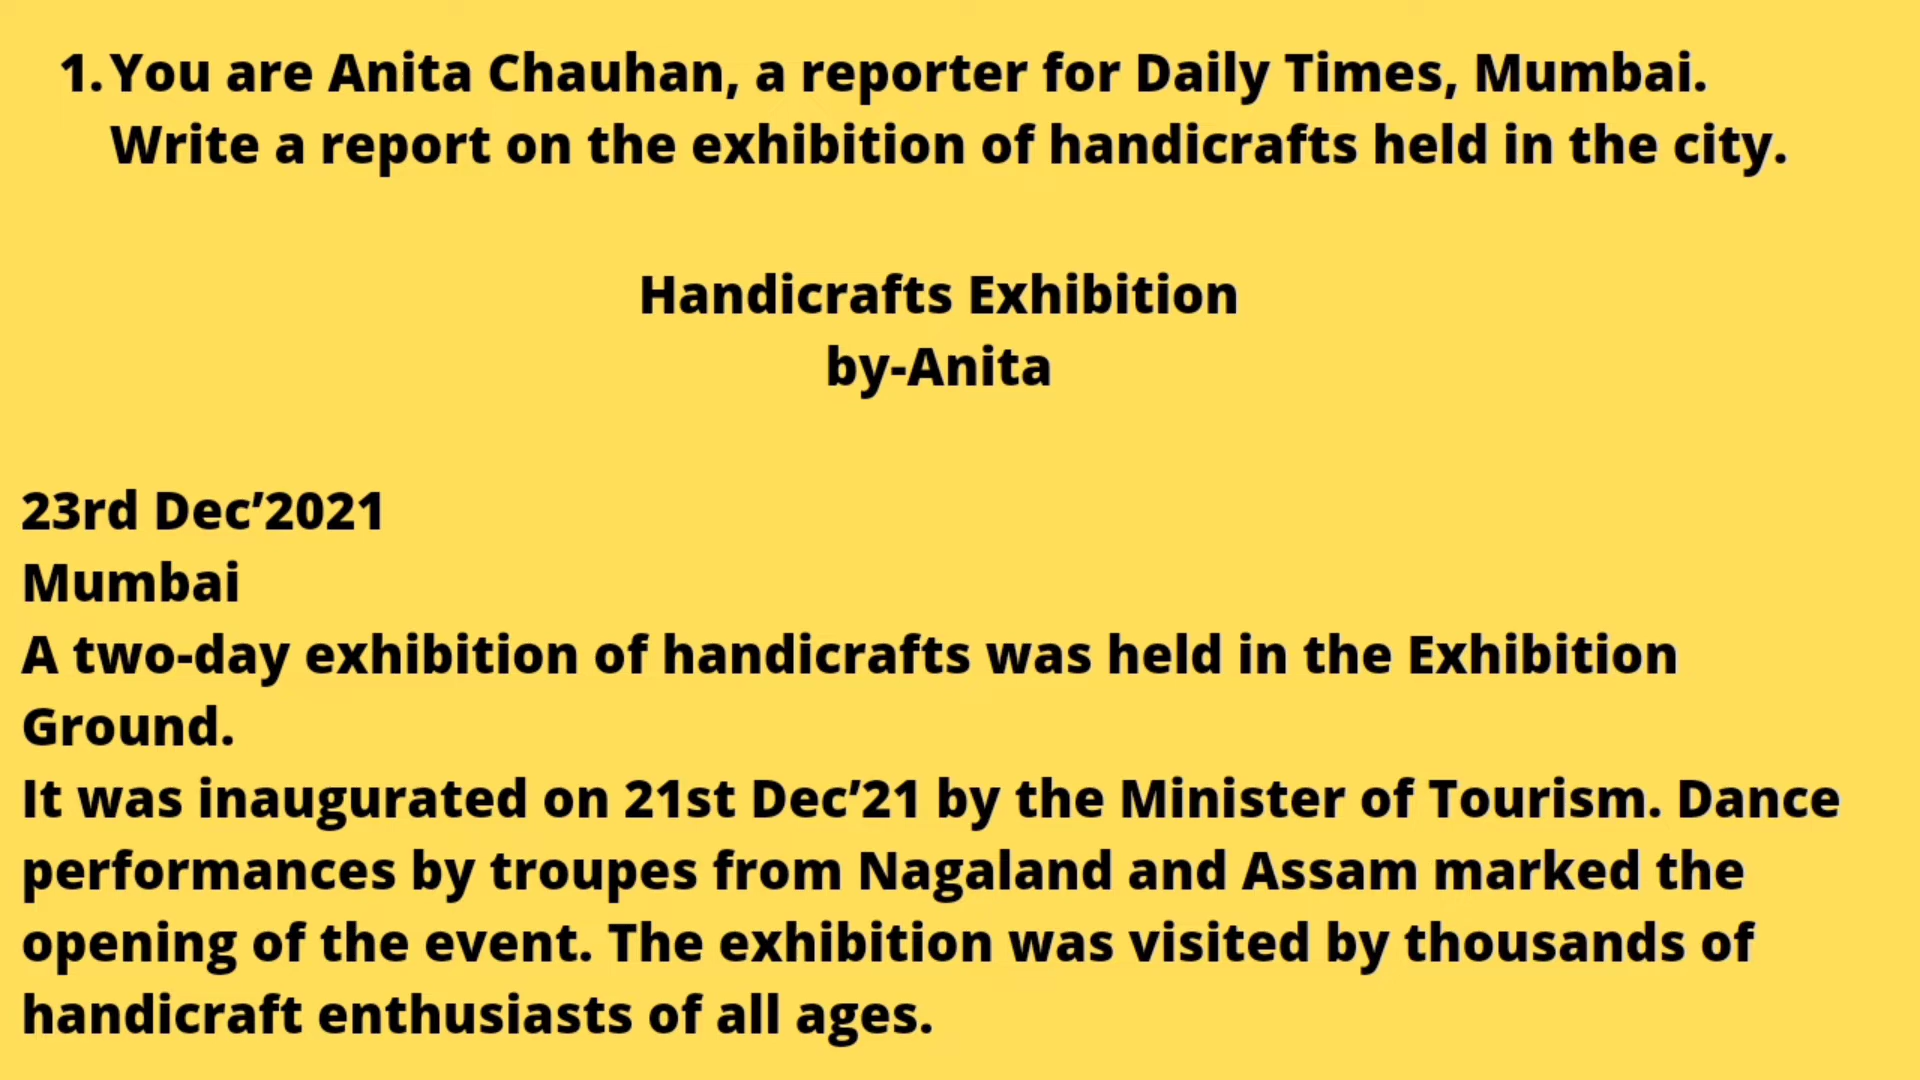 1. You are Anita Chauhan, a reporter for Daily Times, Mumbai.
Write a report on the exhibition of handicrafts held in the city.
Handicrafts Exhibition
by-Anita
23rd Dec’2021
Mumbai
A two-day exhibition of handicrafts was held in the Exhibition
Ground.
It was inaugurated on 21st Dec’21 by the Minister of Tourism. Dance
performances by troupes from Nagaland and Assam marked the
opening of the event. The exhibition was visited by thousands of
handicraft enthusiasts of all ages.